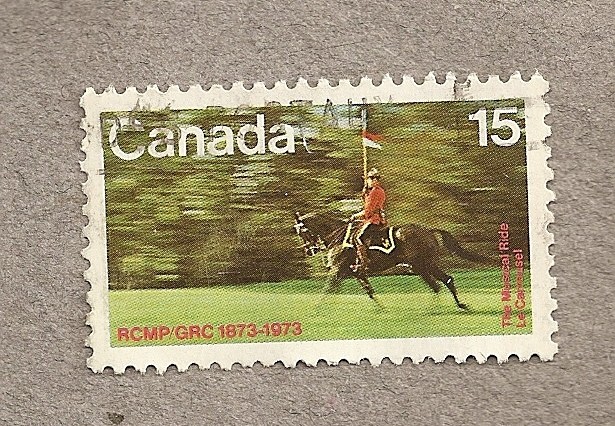 Canada
15
RCMP/GRC 1873-1973
The Musical Ride
Le Carrousel